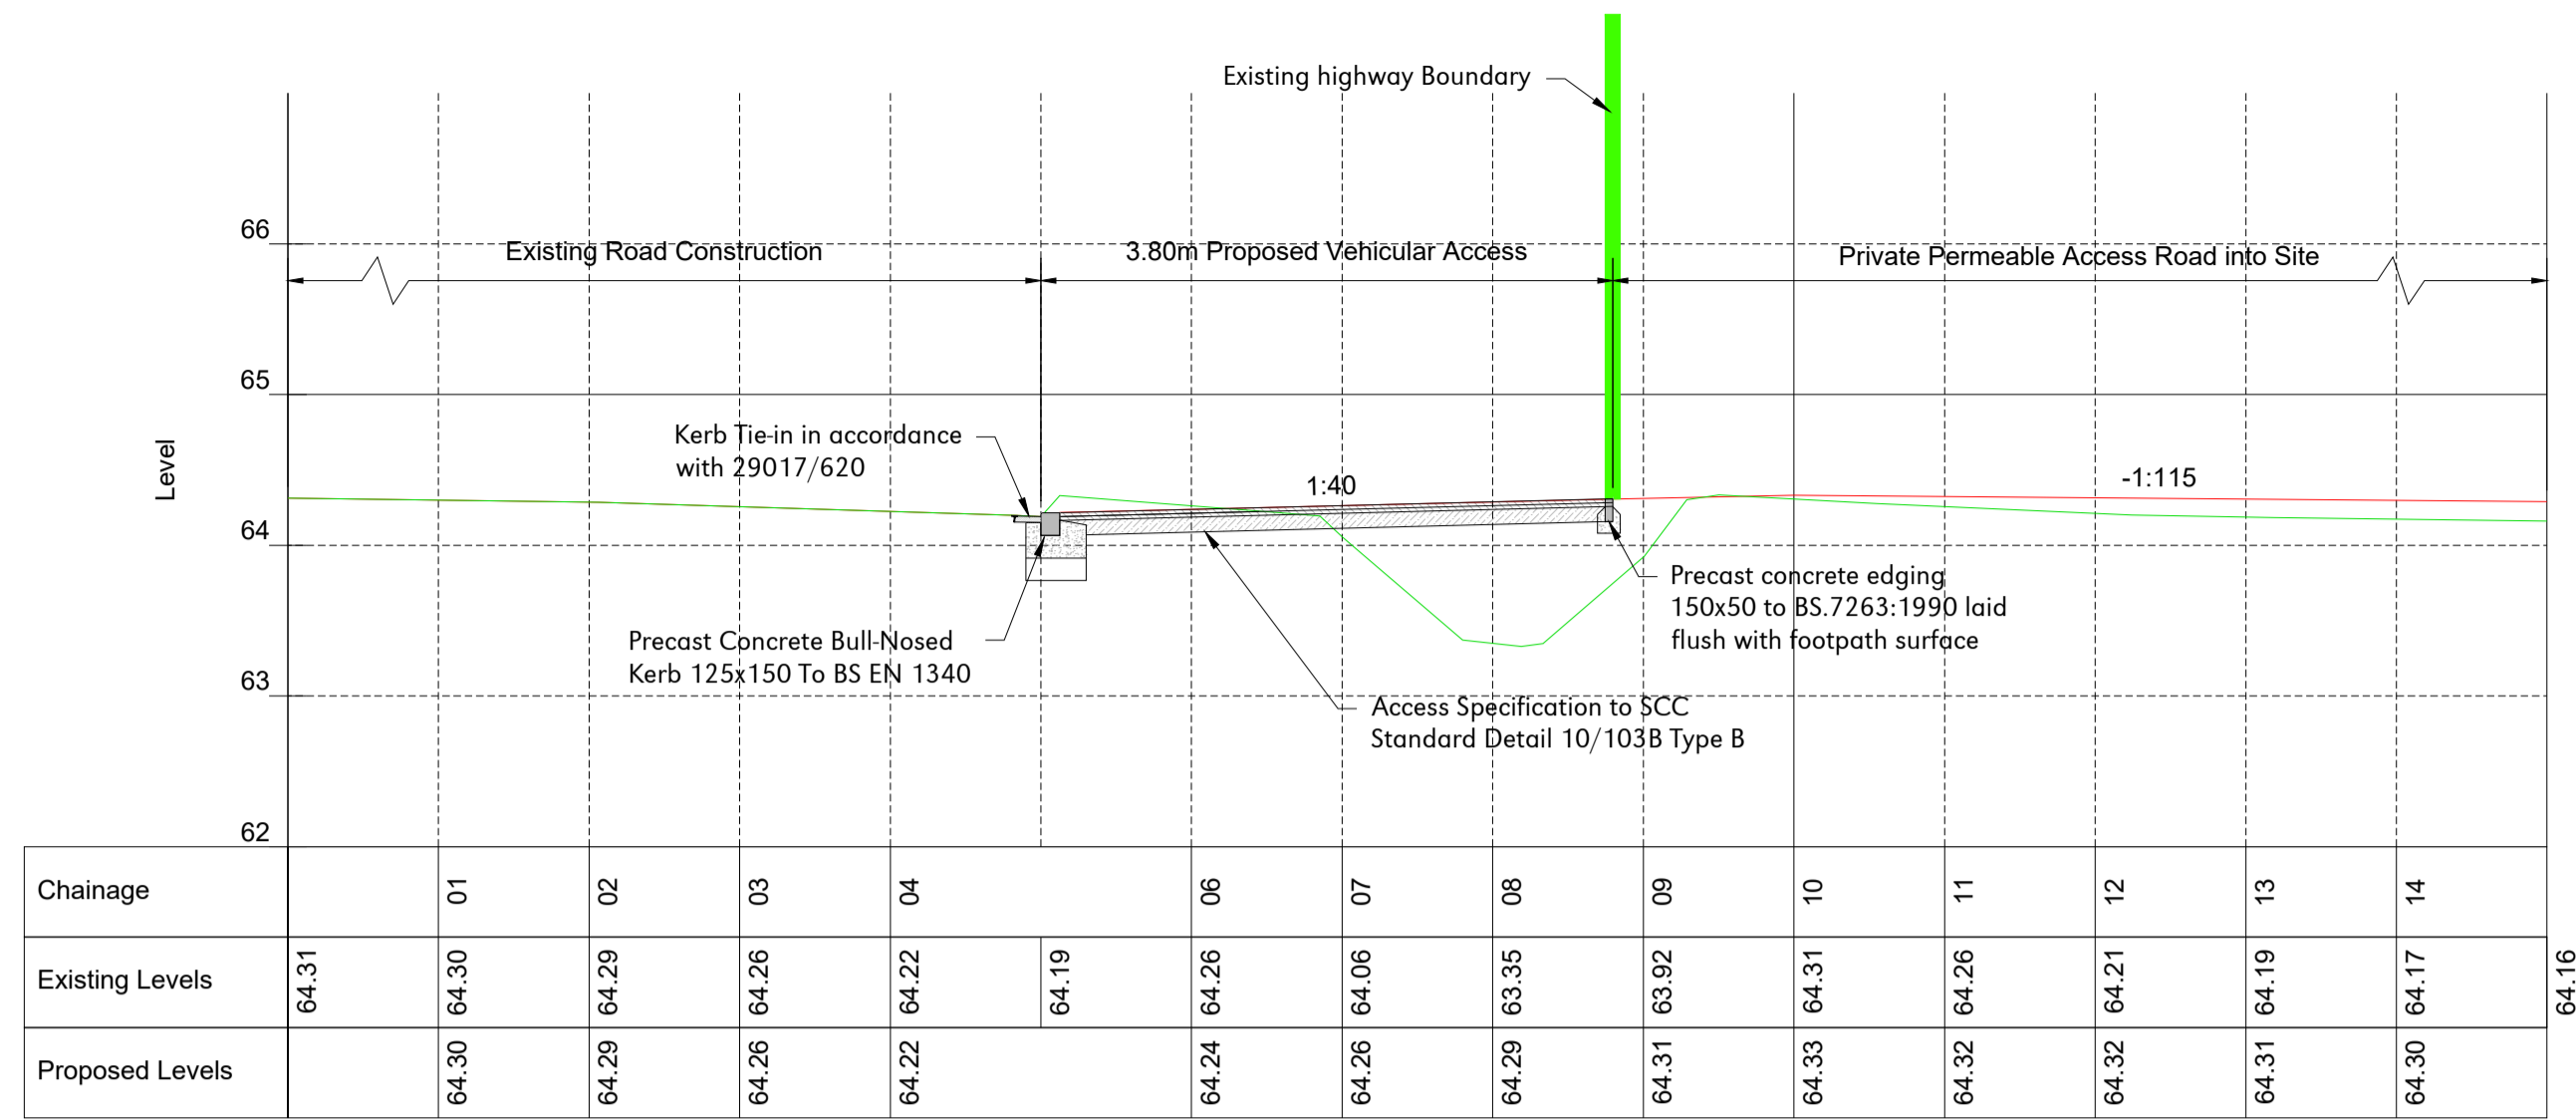 Existing highway Boundary
66
Existing Road Construction
3.80m Proposed Vehicular Access
Private Permeable Access Road into Site
65
Level
Kerb Tie-in in accordance
with 29017/620
1:40
-1:115
64
Precast concrete edging
150x50 to BS.7263:1990 laid
flush with footpath surface
Precast Concrete Bull-Nosed
Kerb 125x150 To BS EN 1340
63
Access Specification to SCC
Standard Detail 10/103B Type B
62
Chainage 01 02 03 04 06 07 08 09 10 11 12 13 14
Existing Levels 64.31 64.30 64.29 64.26 64.22 64.19 64.26 64.06 63.35 63.92 64.31 64.26 64.21 64.19 64.17 64.16
Proposed Levels 64.30 64.29 64.26 64.22 64.24 64.26 64.29 64.31 64.33 64.32 64.32 64.31 64.30